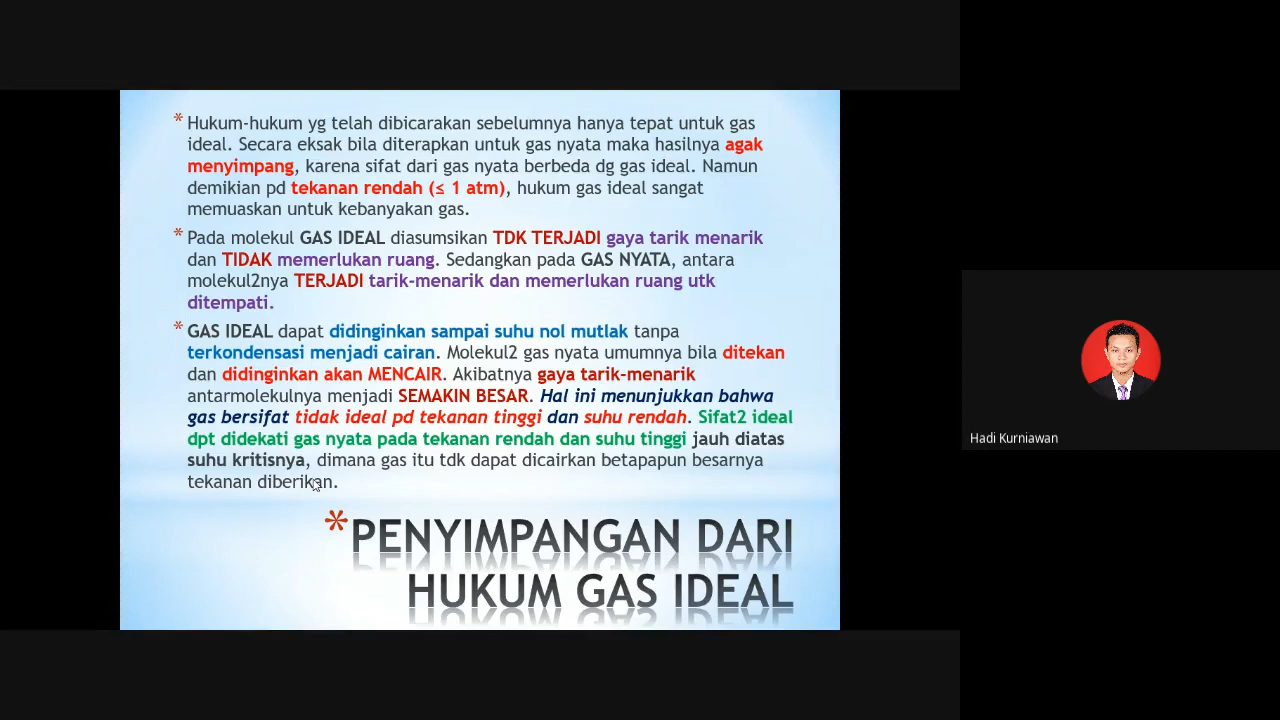 * Hukum-hukum yg telah dibicarakan sebelumnya hanya tepat untuk gas
ideal. Secara eksak bila diterapkan untuk gas nyata maka hasilnya agak
menyimpang, karena sifat dari gas nyata berbeda dg gas ideal. Namun
demikian pd tekanan rendah (≤ 1 atm), hukum gas ideal sangat
memuaskan untuk kebanyakan gas.
* Pada molekul GAS IDEAL diasumsikan TDK TERJADI gaya tarik menarik
dan TIDAK memerlukan ruang. Sedangkan pada GAS NYATA, antara
molekul2nya TERJADI tarik-menarik dan memerlukan ruang utk
ditempati.
* GAS IDEAL dapat didinginkan sampai suhu nol mutlak tanpa
terkondensasi menjadi cairan. Molekul2 gas nyata umumnya bila ditekan
dan didinginkan akan MENCAIR. Akibatnya gaya tarik-menarik
antarmolekulnya menjadi SEMAKIN BESAR. Hal ini menunjukkan bahwa
gas bersifat tidak ideal pd tekanan tinggi dan suhu rendah. Sifat2 ideal
dpt didekati gas nyata pada tekanan rendah dan suhu tinggi jauh diatas
suhu kritisnya, dimana gas itu tdk dapat dicairkan betapapun besarnya
tekanan diberikan.
*PENYIMPANGAN DARI
HUKUM GAS IDEAL
Hadi Kurniawan